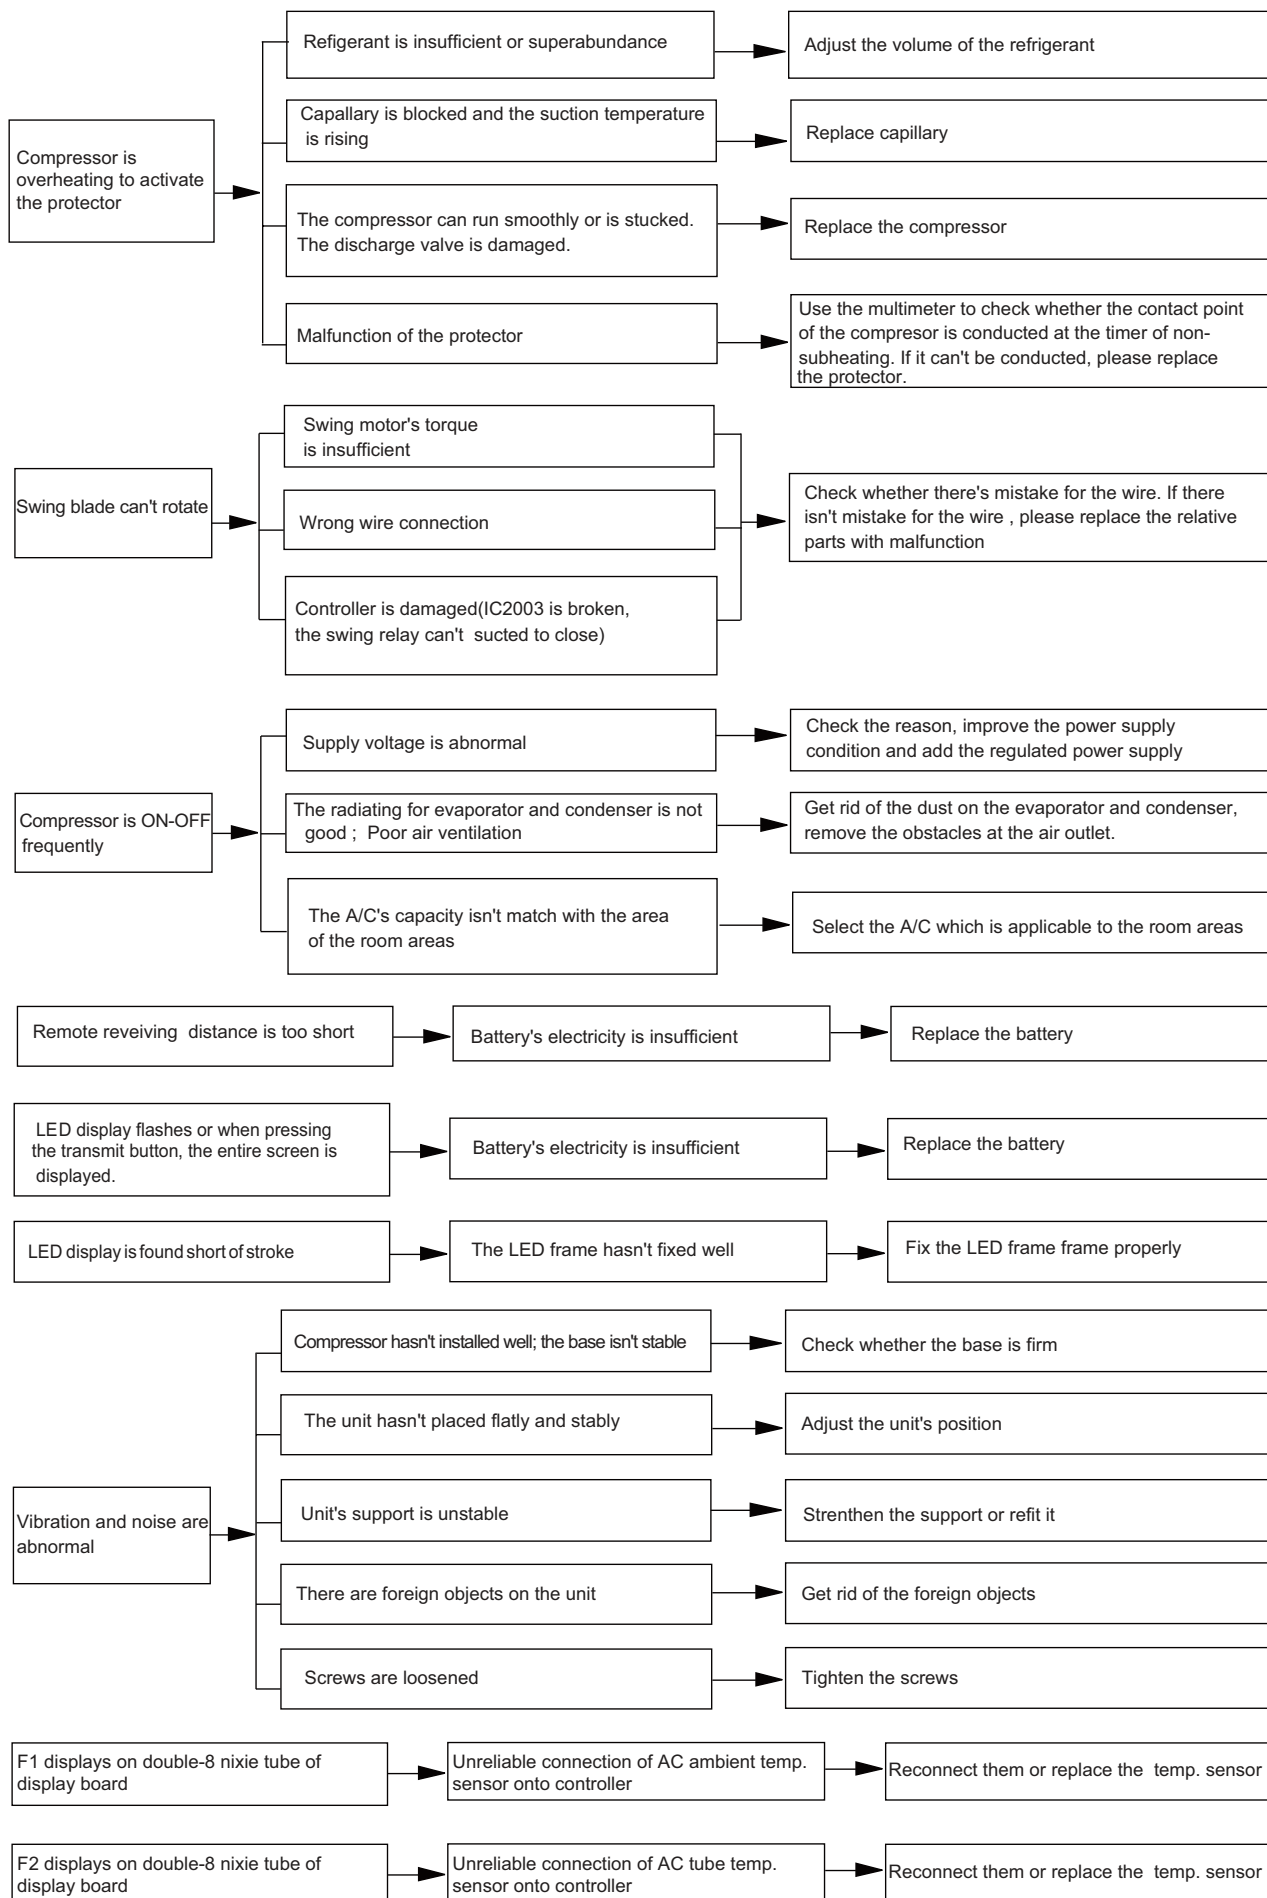 Refigerant is insufficient or superabundance
Adjust the volume of the refrigerant
Capallary is blocked and the suction temperature
is rising
Replace capillary
Compressor is
overheating to activate
the protector
The compressor can run smoothly or is stucked.
The discharge valve is damaged.
Replace the compressor
Malfunction of the protector
Use the multimeter to check whether the contact point
of the compresor is conducted at the timer of non-
subheating. If it can't be conducted, please replace
the protector.
Swing motor's torque
is insufficient
Swing blade can't rotate
Wrong wire connection
Check whether there's mistake for the wire. If there
isn't mistake for the wire , please replace the relative
parts with malfunction
Controller is damaged(IC2003 is broken,
the swing relay can't sucted to close)
Supply voltage is abnormal
Check the reason, improve the power supply
condition and add the regulated power supply
Compressor is ON-OFF
frequently
The radiating for evaporator and condenser is not
good ; Poor air ventilation
Get rid of the dust on the evaporator and condenser,
remove the obstacles at the air outlet.
The A/C's capacity isn't match with the area
of the room areas
Select the A/C which is applicable to the room areas
Remote reveiving distance is too short
Battery's electricity is insufficient
Replace the battery
LED display flashes or when pressing
the transmit button, the entire screen is
displayed.
Battery's electricity is insufficient
Replace the battery
LED display is found short of stroke
The LED frame hasn't fixed well
Fix the LED frame frame properly
Compressor hasn't installed well; the base isn't stable
Check whether the base is firm
The unit hasn't placed flatly and stably
Adjust the unit's position
Vibration and noise are
abnormal
Unit's support is unstable
Strenthen the support or refit it
There are foreign objects on the unit
Get rid of the foreign objects
Screws are loosened
Tighten the screws
F1 displays on double-8 nixie tube of
display board
Unreliable connection of AC ambient temp.
sensor onto controller
Reconnect them or replace the temp. sensor
F2 displays on double-8 nixie tube of
display board
Unreliable connection of AC tube temp.
sensor onto controller
Reconnect them or replace the temp. sensor